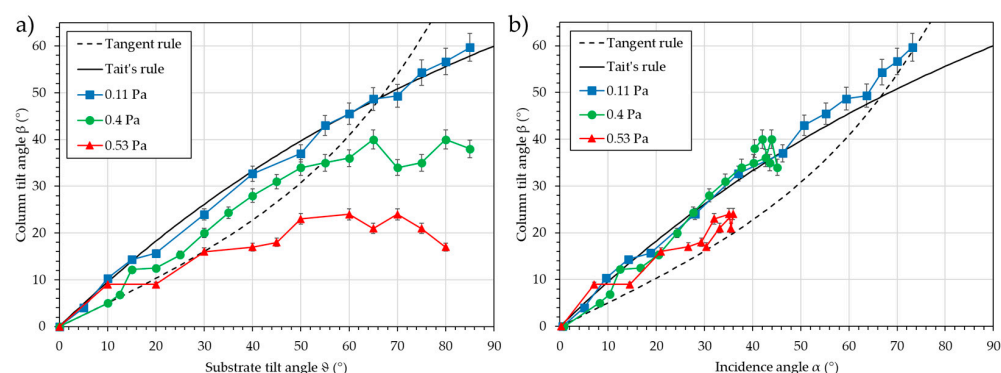 a)
Column tilt angle β (°)
60
50
40
30
20
10
0
Tangent rule
Tait's rule
0.11 Pa
0.4 Pa
0.53 Pa
0 10 20 30 40 50 60 70 80 90
Substrate tilt angle ϑ (°)
b)
Column tilt angle β (°)
60
50
40
30
20
10
0
Tangent rule
Tait's rule
0.11 Pa
0.4 Pa
0.53 Pa
0 10 20 30 40 50 60 70 80 90
Incidence angle α (°)